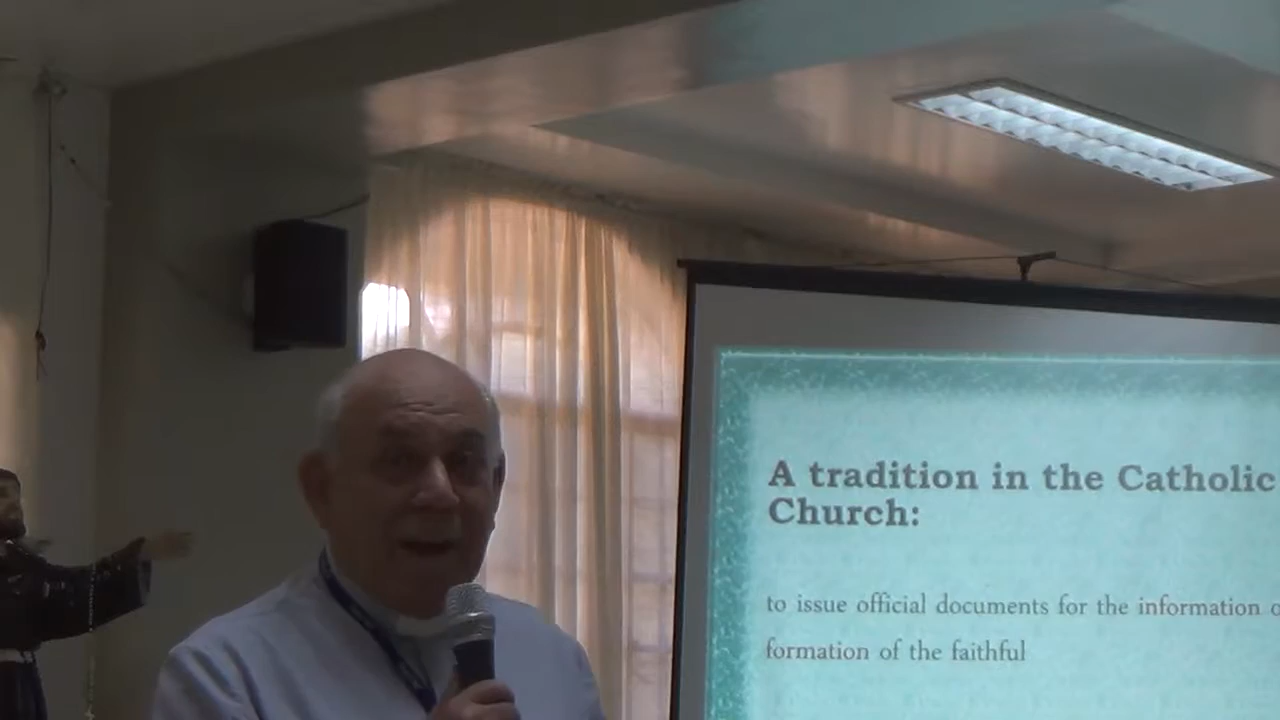 A tradition in the Catholic
Church:
to issue official documents for the information
formation of the faithful